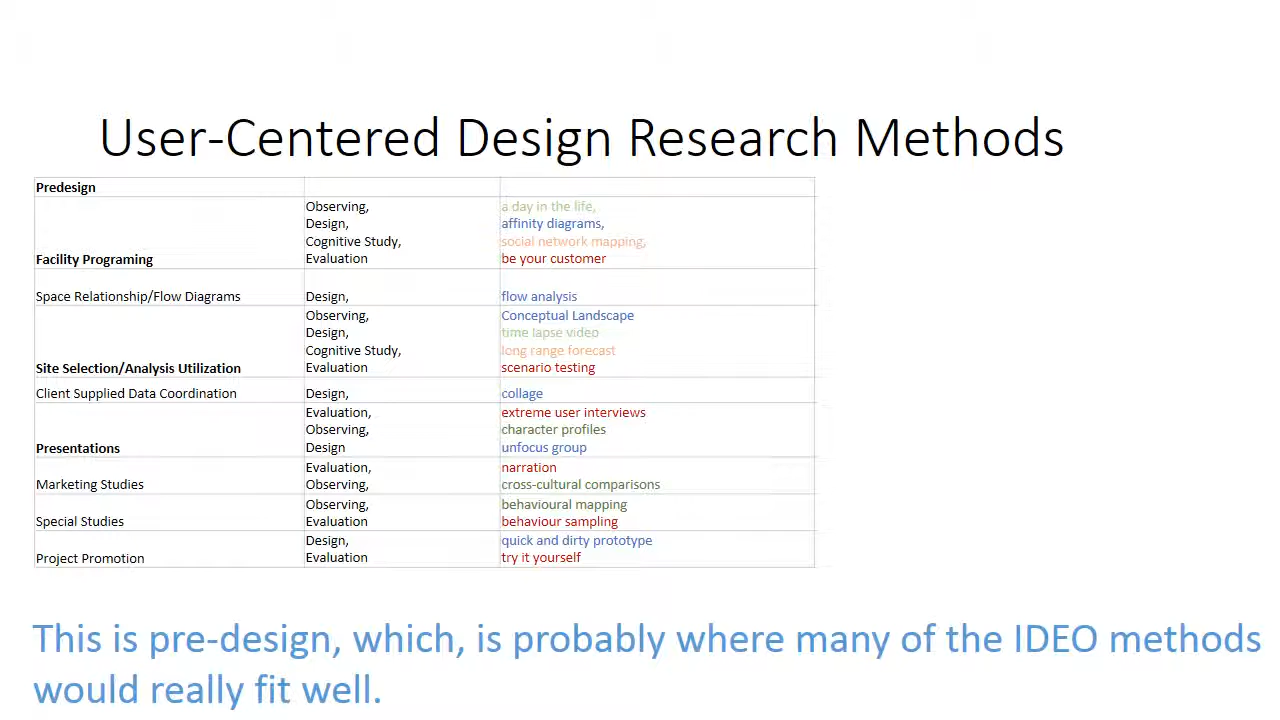 User-Centered Design Research Methods
Predesign
Facility Programing
Observing,
Design,
Cognitive Study,
Evaluation
a day in the life,
affinity diagrams,
social network mapping,
be your customer
Space Relationship/Flow Diagrams
Design,
flow analysis
Site Selection/Analysis Utilization
Observing,
Design,
Cognitive Study,
Evaluation
Conceptual Landscape
time lapse video
long range forecast
scenario testing
Client Supplied Data Coordination
Design,
collage
Presentations
Evaluation,
Observing,
Design
extreme user interviews
character profiles
unfocus group
Marketing Studies
Evaluation,
Observing,
narration
cross-cultural comparisons
Special Studies
Observing,
Evaluation
behavioural mapping
behaviour sampling
Project Promotion
Design,
Evaluation
quick and dirty prototype
try it yourself
This is pre-design, which, is probably where many of the IDEO methods
would really fit well.